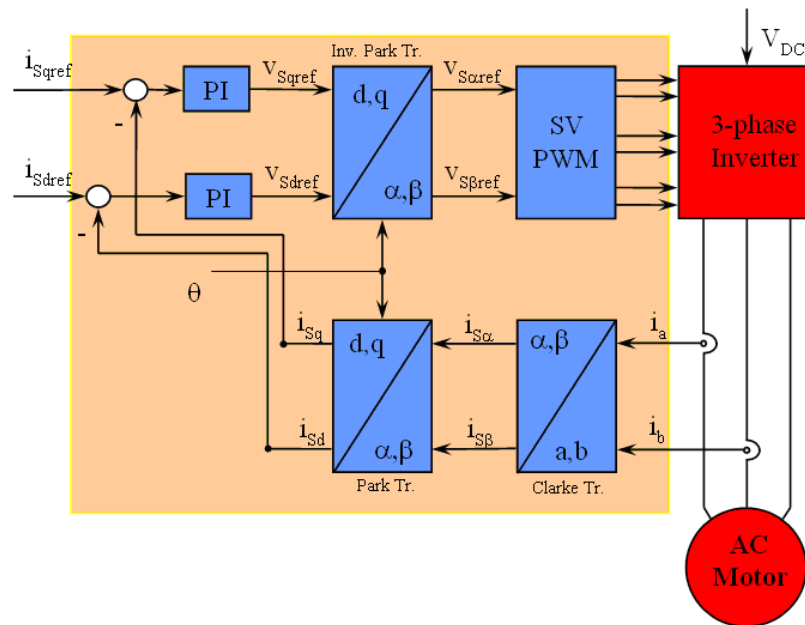 Inv. Park Tr.
V_DC
i_Sqref
PI
v_Sqref
d,q
v_Sαref
SV
PWM
3-phase
Inverter
-
i_Sdref
PI
v_Sdref
α,β
v_Sβref
-
θ
i_Sq
d,q
i_Sα
α,β
i_a
i_Sd
α,β
i_Sβ
a,b
i_b
Park Tr.
Clarke Tr.
AC
Motor